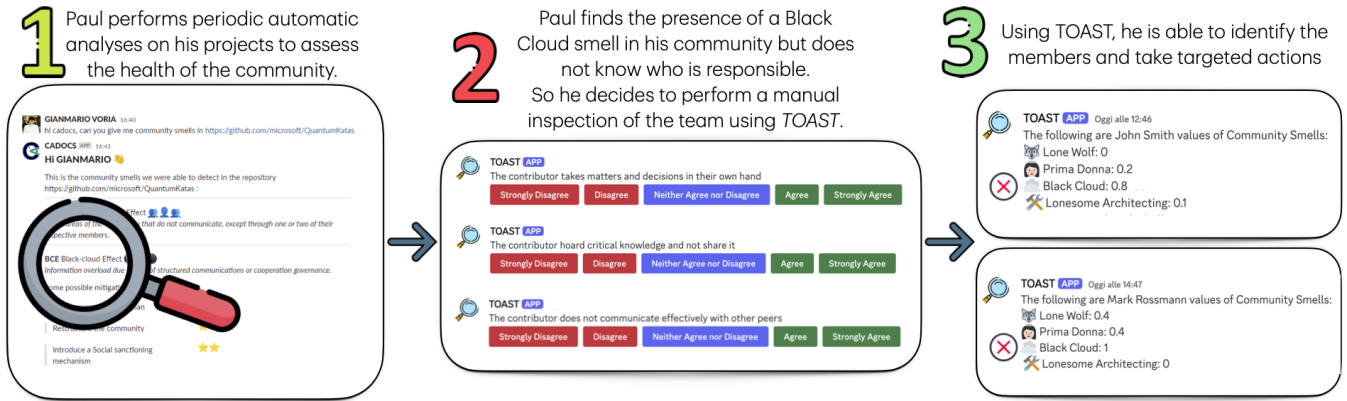 1
Paul performs periodic automatic
analyses on his projects to assess
the health of the community.
GIANMARIO VORIA 16:40
hi cadocs, can you give me community smells in https://github.com/microsoft/QuantumKatas
CADOCS APP 16:41
Hi GIANMARIO 👋
This is the community smells we were able to detect in the repository
https://github.com/microsoft/QuantumKatas :
Effect
areas of the that do not communicate, except through one or two of their
members.
BCE Black-cloud Effect
Information overload due of structured communications or cooperation governance.
some possible
the community
Introduce a Social sanctioning
mechanism
2
Paul finds the presence of a Black
Cloud smell in his community but does
not know who is responsible.
So he decides to perform a manual
inspection of the team using TOAST.
TOAST APP
The contributor takes matters and decisions in their own hand
Strongly Disagree Disagree Neither Agree nor Disagree Agree Strongly Agree
TOAST APP
The contributor hoard critical knowledge and not share it
Strongly Disagree Disagree Neither Agree nor Disagree Agree Strongly Agree
TOAST APP
The contributor does not communicate effectively with other peers
Strongly Disagree Disagree Neither Agree nor Disagree Agree Strongly Agree
3
Using TOAST, he is able to identify the
members and take targeted actions
TOAST APP Oggi alle 12:46
The following are John Smith values of Community Smells:
Lone Wolf: 0
Prima Donna: 0.2
Black Cloud: 0.8
Lonesome Architecting: 0.1
TOAST APP Oggi alle 14:47
The following are Mark Rossmann values of Community Smells:
Lone Wolf: 0.4
Prima Donna: 0.4
Black Cloud: 1
Lonesome Architecting: 0